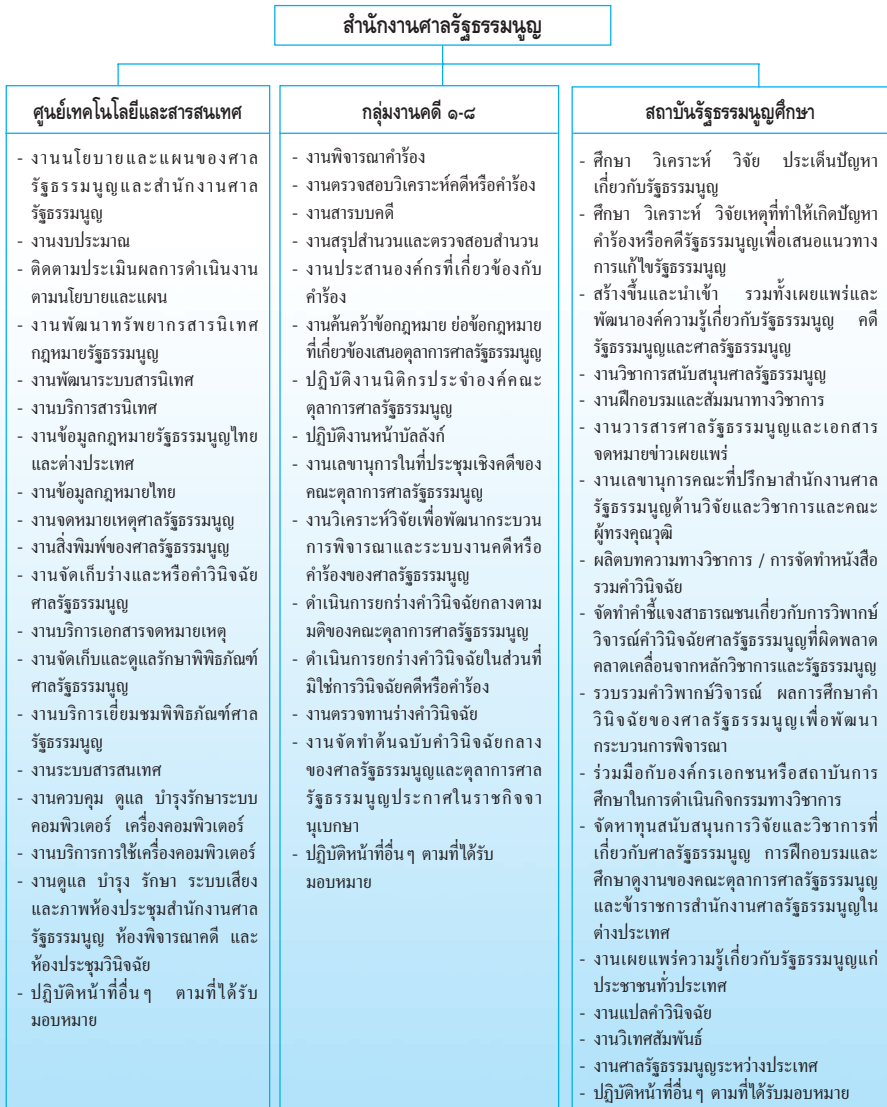 สำนักงานศาลรัฐธรรมนูญ
ศูนย์เทคโนโลยีและสารสนเทศ
- งานนโยบายและแผนของศาล
รัฐธรรมนูญและสำนักงานศาล
รัฐธรรมนูญ
- งานงบประมาณ
- ติดตามประเมินผลการดำเนินงาน
ตามนโยบายและแผน
- งานพัฒนาทรัพยากรสารนิเทศ
กฎหมายรัฐธรรมนูญ
- งานพัฒนาระบบสารนิเทศ
- งานบริการสารนิเทศ
- งานข้อมูลกฎหมายรัฐธรรมนูญไทย
และต่างประเทศ
- งานข้อมูลกฎหมายไทย
- งานจดหมายเหตุศาลรัฐธรรมนูญ
- งานสิ่งพิมพ์ของศาลรัฐธรรมนูญ
- งานจัดเก็บร่างและหรือคำวินิจฉัย
ศาลรัฐธรรมนูญ
- งานบริการเอกสารจดหมายเหตุ
- งานจัดเก็บและดูแลรักษาพิพิธภัณฑ์
ศาลรัฐธรรมนูญ
- งานบริการเยี่ยมชมพิพิธภัณฑ์ศาล
รัฐธรรมนูญ
- งานระบบสารสนเทศ
- งานควบคุม ดูแล บำรุงรักษาระบบ
คอมพิวเตอร์ เครื่องคอมพิวเตอร์
- งานบริการการใช้เครื่องคอมพิวเตอร์
- งานดูแล บำรุง รักษา ระบบเสียง
และภาพห้องประชุมสำนักงานศาล
รัฐธรรมนูญ ห้องพิจารณาคดี และ
ห้องประชุมวินิจฉัย
- ปฏิบัติหน้าที่อื่นๆ ตามที่ได้รับ
มอบหมาย
กลุ่มงานคดี ๑-๘
- งานพิจารณาคำร้อง
- งานตรวจสอบวิเคราะห์คดีหรือคำร้อง
- งานสารบบคดี
- งานสรุปสำนวนและตรวจสอบสำนวน
- งานประสานองค์กรที่เกี่ยวข้องกับ
คำร้อง
- งานค้นคว้าข้อกฎหมาย ย่อข้อกฎหมาย
ที่เกี่ยวข้องเสนอตุลาการศาลรัฐธรรมนูญ
- ปฏิบัติงานนิติกรประจำองค์คณะ
ตุลาการศาลรัฐธรรมนูญ
- ปฏิบัติงานหน้าบัลลังก์
- งานเลขานุการในที่ประชุมเชิงคดีของ
คณะตุลาการศาลรัฐธรรมนูญ
- งานวิเคราะห์วิจัยเพื่อพัฒนากระบวน
การพิจารณาและระบบงานคดีหรือ
คำร้องของศาลรัฐธรรมนูญ
- ดำเนินการยกร่างคำวินิจฉัยกลางตาม
มติของคณะตุลาการศาลรัฐธรรมนูญ
- ดำเนินการยกร่างคำวินิจฉัยในส่วนที่
มิใช่การวินิจฉัยคดีหรือคำร้อง
- งานตรวจทานร่างคำวินิจฉัย
- งานจัดทำต้นฉบับคำวินิจฉัยกลาง
ของศาลรัฐธรรมนูญและตุลาการศาล
รัฐธรรมนูญประกาศในราชกิจจา
นุเบกษา
- ปฏิบัติหน้าที่อื่นๆ ตามที่ได้รับ
มอบหมาย
สถาบันรัฐธรรมนูญศึกษา
- ศึกษา วิเคราะห์ วิจัย ประเด็นปัญหา
เกี่ยวกับรัฐธรรมนูญ
- ศึกษา วิเคราะห์ วิจัยเหตุที่ทำให้เกิดปัญหา
คำร้องหรือคดีรัฐธรรมนูญเพื่อเสนอแนวทาง
การแก้ไขรัฐธรรมนูญ
- สร้างขึ้นและนำเข้า รวมทั้งเผยแพร่และ
พัฒนาองค์ความรู้เกี่ยวกับรัฐธรรมนูญ คดี
รัฐธรรมนูญและศาลรัฐธรรมนูญ
- งานวิชาการสนับสนุนศาลรัฐธรรมนูญ
- งานฝึกอบรมและสัมมนาทางวิชาการ
- งานวารสารศาลรัฐธรรมนูญและเอกสาร
จดหมายข่าวเผยแพร่
- งานเลขานุการคณะที่ปรึกษาสำนักงานศาล
รัฐธรรมนูญด้านวิจัยและวิชาการและคณะ
ผู้ทรงคุณวุฒิ
- ผลิตบทความทางวิชาการ / การจัดทำหนังสือ
รวมคำวินิจฉัย
- จัดทำคำชี้แจงสาธารณชนเกี่ยวกับการวิพากษ์
วิจารณ์คำวินิจฉัยศาลรัฐธรรมนูญที่ผิดพลาด
คลาดเคลื่อนจากหลักวิชาการและรัฐธรรมนูญ
- รวบรวมคำวิพากษ์วิจารณ์ ผลการศึกษาคำ
วินิจฉัยของศาลรัฐธรรมนูญเพื่อพัฒนา
กระบวนการพิจารณา
- ร่วมมือกับองค์กรเอกชนหรือสถาบันการ
ศึกษาในการดำเนินกิจกรรมทางวิชาการ
- จัดหาทุนสนับสนุนการวิจัยและวิชาการที่
เกี่ยวกับศาลรัฐธรรมนูญ การฝึกอบรมและ
ศึกษาดูงานของคณะตุลาการศาลรัฐธรรมนูญ
และข้าราชการสำนักงานศาลรัฐธรรมนูญใน
ต่างประเทศ
- งานเผยแพร่ความรู้เกี่ยวกับรัฐธรรมนูญแก่
ประชาชนทั่วประเทศ
- งานแปลคำวินิจฉัย
- งานวิเทศสัมพันธ์
- งานศาลรัฐธรรมนูญระหว่างประเทศ
- ปฏิบัติหน้าที่อื่นๆ ตามที่ได้รับมอบหมาย